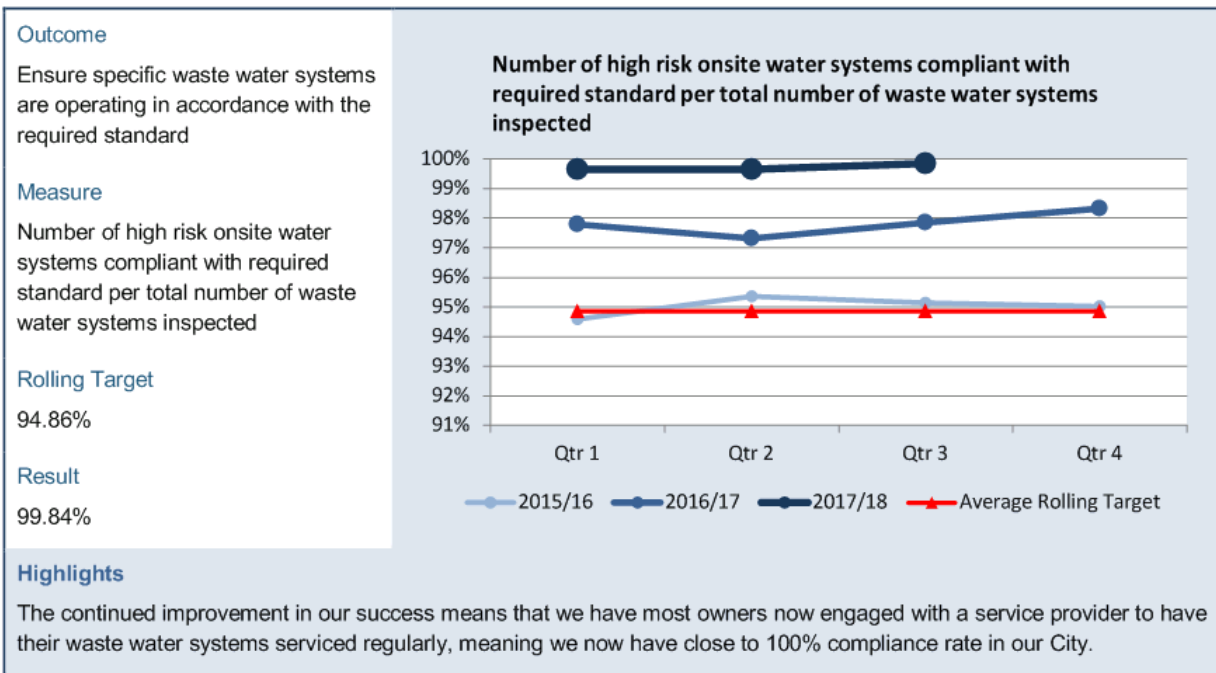 Outcome
Ensure specific waste water systems
are operating in accordance with the
required standard
Measure
Number of high risk onsite water
systems compliant with required
standard per total number of waste
water systems inspected
Rolling Target
94.86%
Result
99.84%
Number of high risk onsite water systems compliant with
required standard per total number of waste water systems
inspected
100%
99%
98%
97%
96%
95%
94%
93%
92%
91%
Qtr 1 Qtr 2 Qtr 3 Qtr 4
2015/16 2016/17 2017/18 Average Rolling Target
Highlights
The continued improvement in our success means that we have most owners now engaged with a service provider to have
their waste water systems serviced regularly, meaning we now have close to 100% compliance rate in our City.